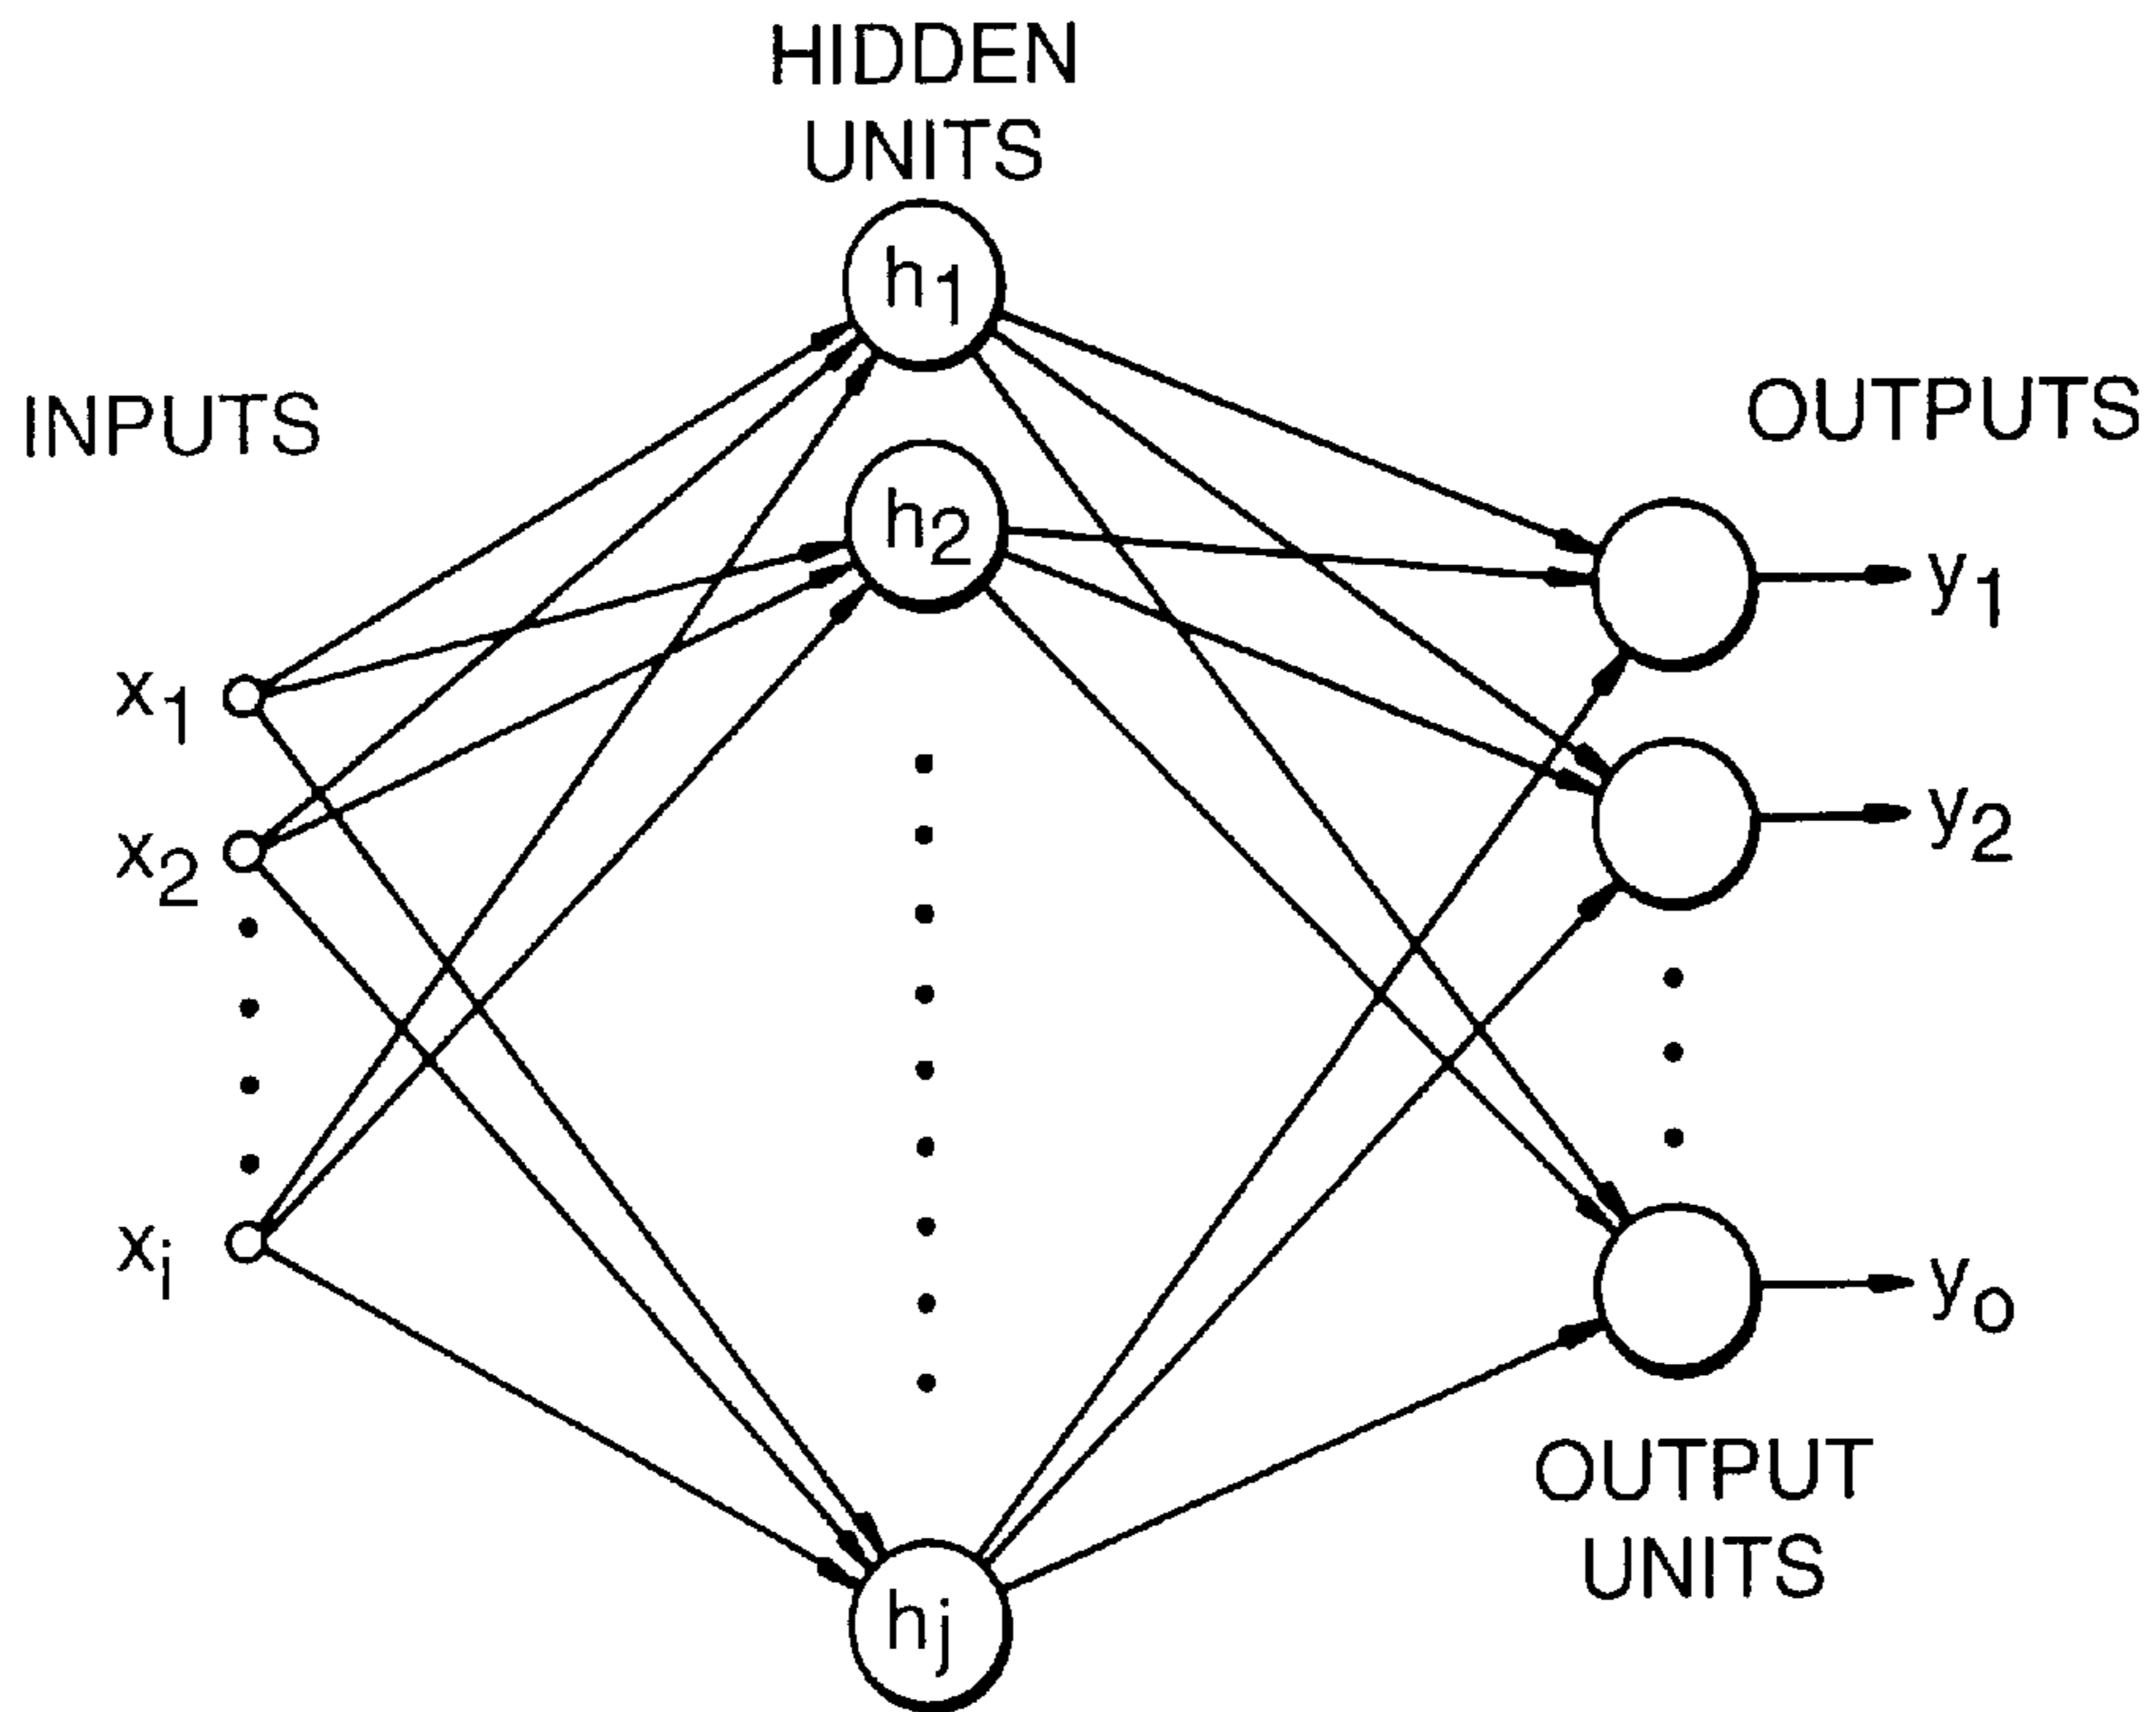 HIDDEN
UNITS
h1
INPUTS
OUTPUTS
h2
y1
x1
y2
x2
xi
yo
OUTPUT
UNITS
hj